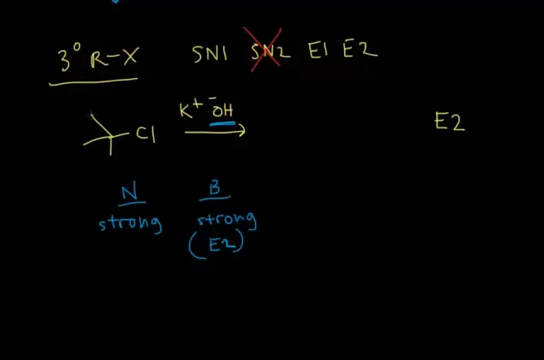 3° R-X SN1 SN2 E1 E2
K+ -OH
Cl
E2
N B
strong strong
(E2)